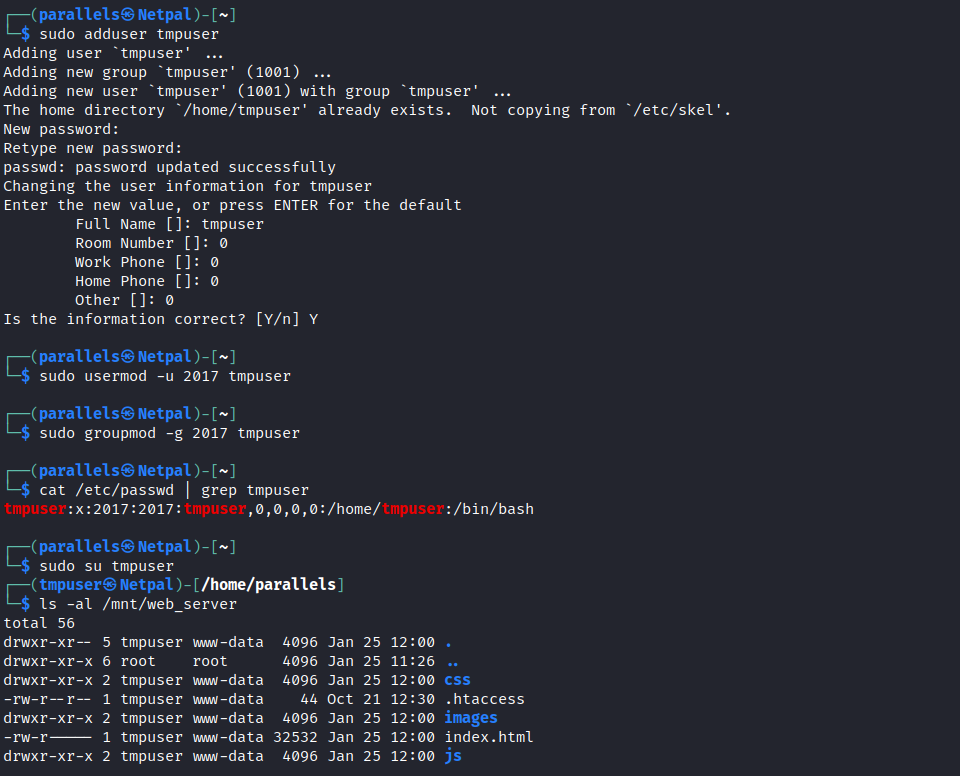 ┌──(parallels㉿Netpal)-[~]
└─$ sudo adduser tmpuser
Adding user `tmpuser' ...
Adding new group `tmpuser' (1001) ...
Adding new user `tmpuser' (1001) with group `tmpuser' ...
The home directory `/home/tmpuser' already exists.  Not copying from `/etc/skel'.
New password:
Retype new password:
passwd: password updated successfully
Changing the user information for tmpuser
Enter the new value, or press ENTER for the default
        Full Name []: tmpuser
        Room Number []: 0
        Work Phone []: 0
        Home Phone []: 0
        Other []: 0
Is the information correct? [Y/n] Y
┌──(parallels㉿Netpal)-[~]
└─$ sudo usermod -u 2017 tmpuser
┌──(parallels㉿Netpal)-[~]
└─$ sudo groupmod -g 2017 tmpuser
┌──(parallels㉿Netpal)-[~]
└─$ cat /etc/passwd | grep tmpuser
tmpuser:x:2017:2017:tmpuser,0,0,0,0:/home/tmpuser:/bin/bash
┌──(parallels㉿Netpal)-[~]
└─$ sudo su tmpuser
┌──(tmpuser㉿Netpal)-[/home/parallels]
└─$ ls -al /mnt/web_server
total 56
drwxr-xr-- 5 tmpuser www-data  4096 Jan 25 12:00 .
drwxr-xr-x 6 root    root      4096 Jan 25 11:26 ..
drwxr-xr-x 2 tmpuser www-data  4096 Jan 25 12:00 css
-rw-r--r-- 1 tmpuser www-data    44 Oct 21 12:30 .htaccess
drwxr-xr-x 2 tmpuser www-data  4096 Jan 25 12:00 images
-rw-r----- 1 tmpuser www-data 32532 Jan 25 12:00 index.html
drwxr-xr-x 2 tmpuser www-data  4096 Jan 25 12:00 js